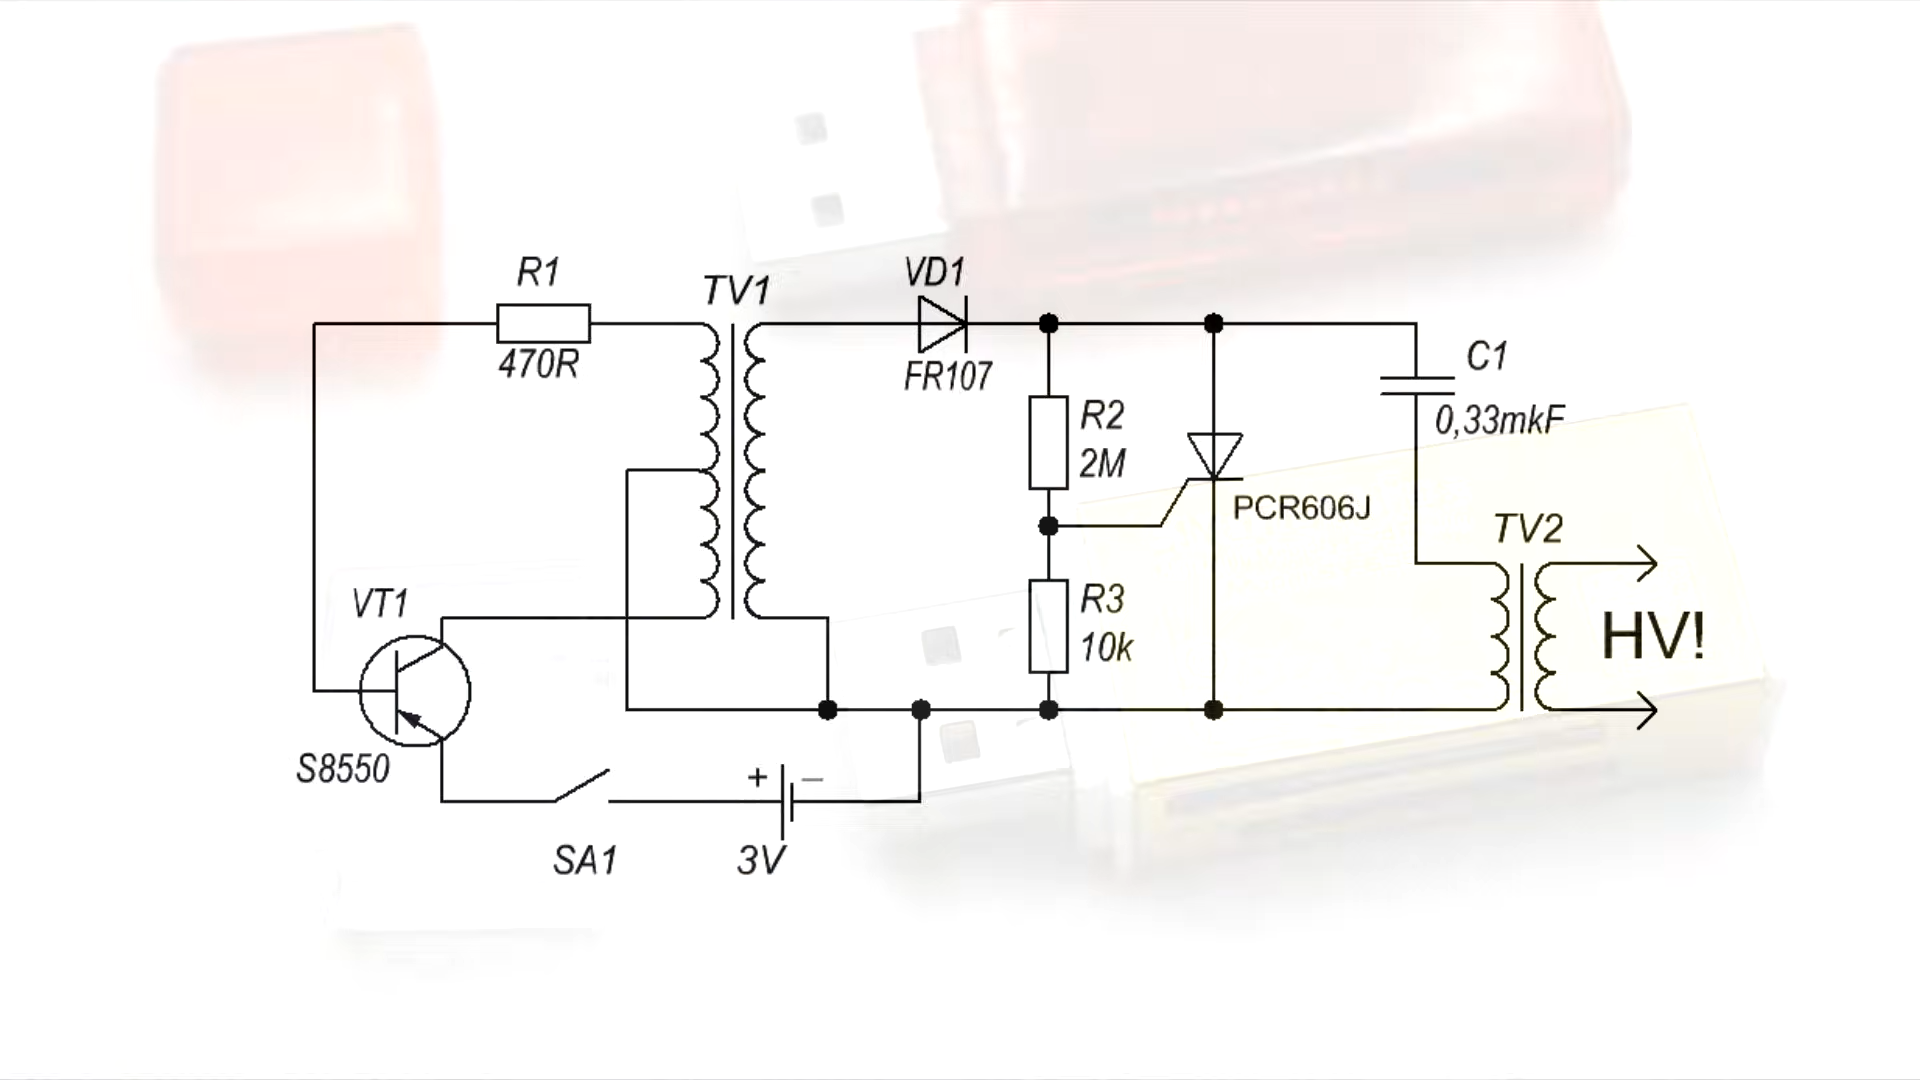 R1
470R
TV1
VD1
FR107
R2
2M
C1
0,33mkF
PCR606J
TV2
HV!
VT1
S8550
R3
10k
+ –
SA1
3V